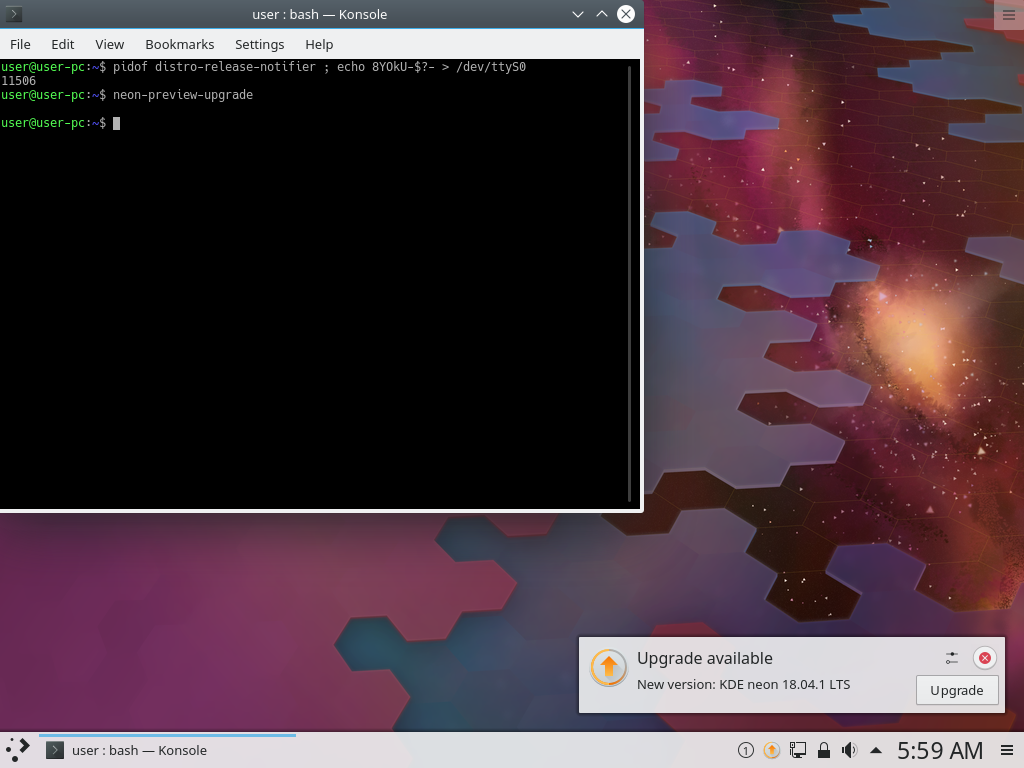 user : bash — Konsole
File Edit View Bookmarks Settings Help
user@user-pc:~$ pidof distro-release-notifier ; echo 8YOkU-$?- > /dev/ttyS0
11506
user@user-pc:~$ neon-preview-upgrade
user@user-pc:~$
Upgrade available
New version: KDE neon 18.04.1 LTS
Upgrade
user : bash — Konsole
1
5:59 AM